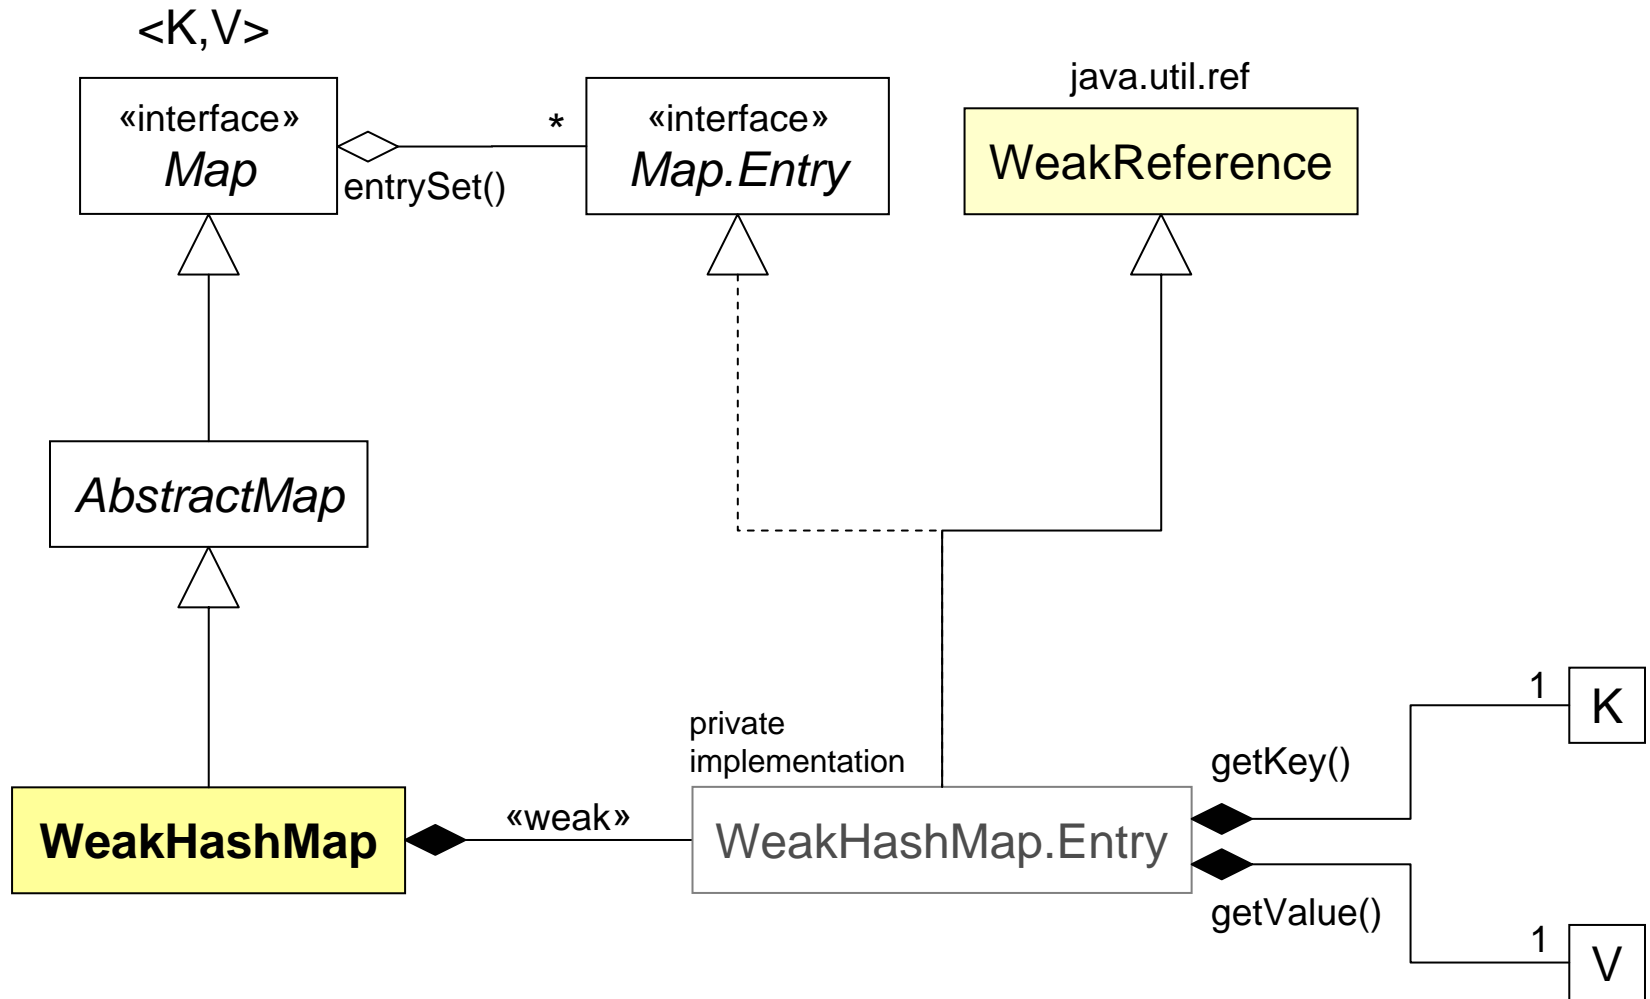 <K,V>
java.util.ref
«interface»
Map
*
entrySet()
«interface»
Map.Entry
WeakReference
AbstractMap
private
implementation
1
K
getKey()
WeakHashMap
«weak»
WeakHashMap.Entry
getValue()
1
V